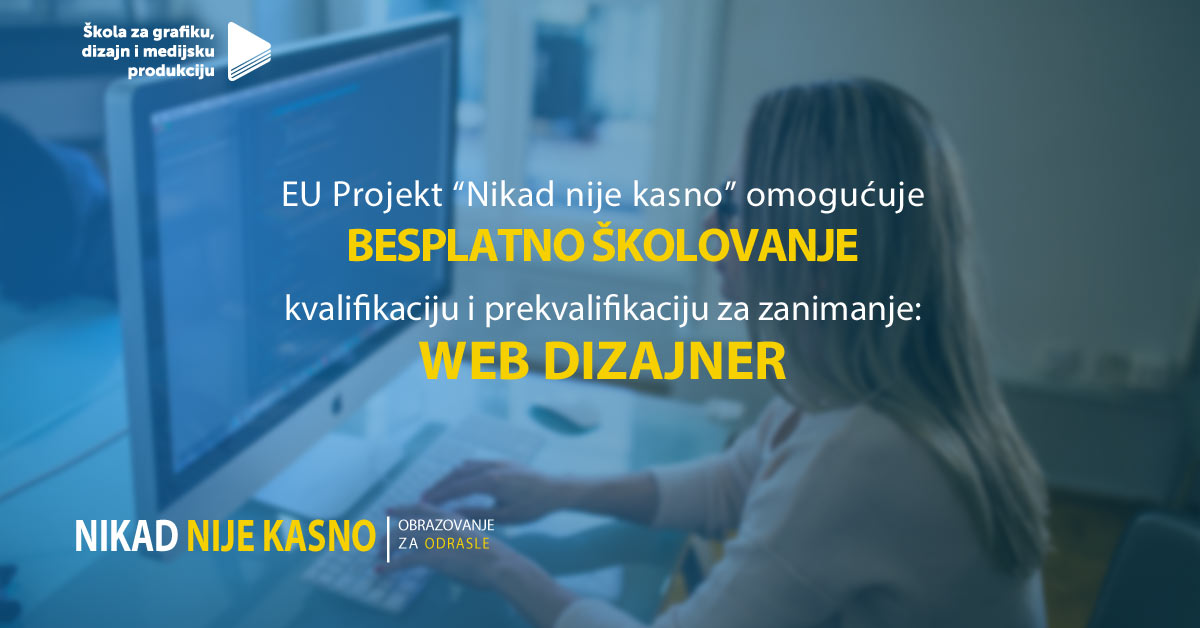 Škola za grafiku,
dizajn i medijsku
produkciju
EU Projekt “Nikad nije kasno” omogućuje
BESPLATNO ŠKOLOVANJE
kvalifikaciju i prekvalifikaciju za zanimanje:
WEB DIZAJNER
NIKAD NIJE KASNO
OBRAZOVANJE
ZA ODRASLE